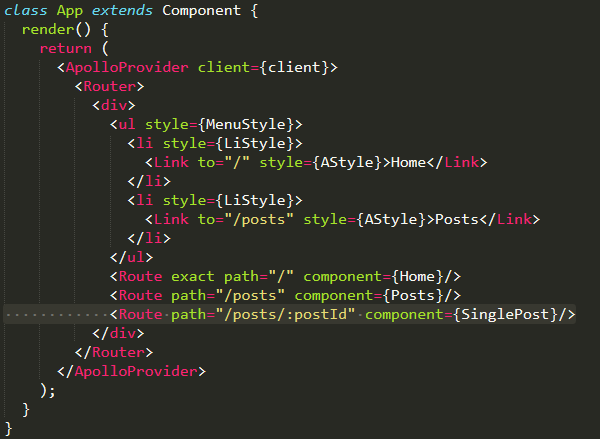 class App extends Component {
  render() {
    return (
      <ApolloProvider client={client}>
        <Router>
          <div>
            <ul style={MenuStyle}>
              <li style={LiStyle}>
                <Link to="/" style={AStyle}>Home</Link>
              </li>
              <li style={LiStyle}>
                <Link to="/posts" style={AStyle}>Posts</Link>
              </li>
            </ul>
            <Route exact path="/" component={Home}/>
            <Route path="/posts" component={Posts}/>
            <Route path="/posts/:postId" component={SinglePost}/>
          </div>
        </Router>
      </ApolloProvider>
    );
  }
}